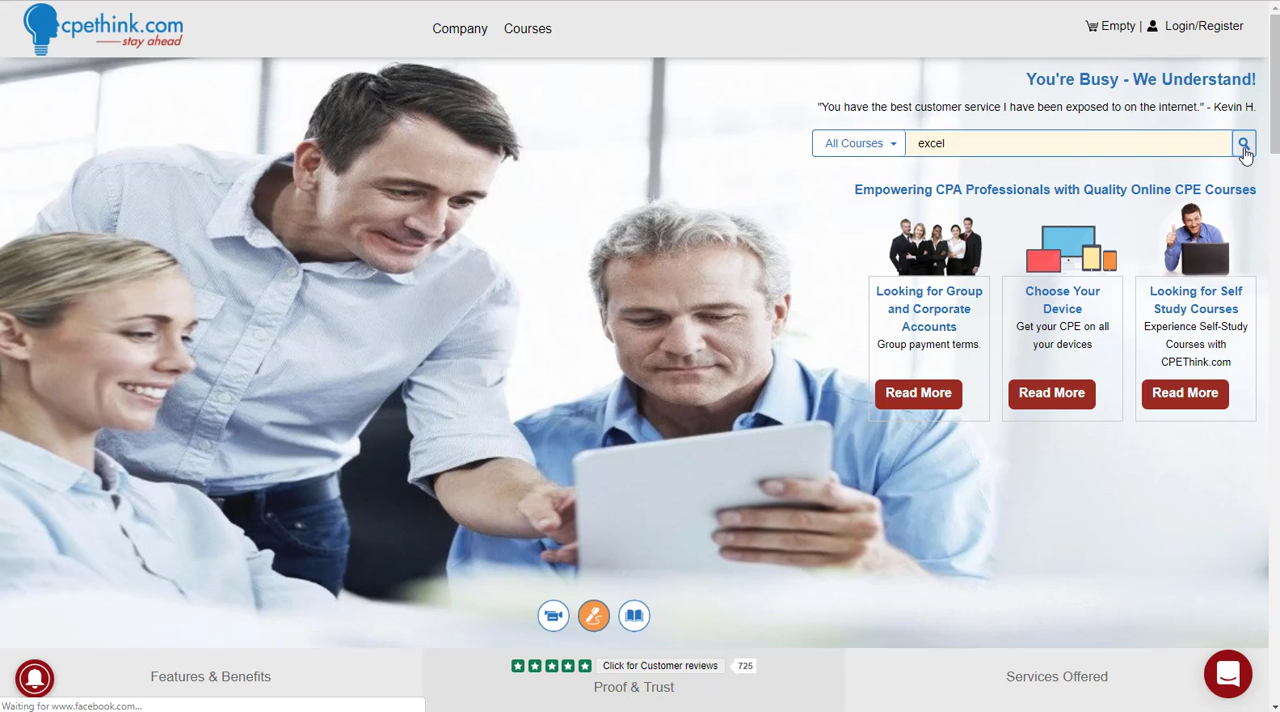 cpethink.com
stay ahead
Company
Courses
Empty | Login/Register
You're Busy - We Understand!
"You have the best customer service I have been exposed to on the internet." - Kevin H.
All Courses
excel
Empowering CPA Professionals with Quality Online CPE Courses
Looking for Group
and Corporate
Accounts
Group payment terms.
Read More
Choose Your
Device
Get your CPE on all
your devices
Read More
Looking for Self
Study Courses
Experience Self-Study
Courses with
CPEThink.com
Read More
Features & Benefits
Click for Customer reviews
725
Proof & Trust
Services Offered
Waiting for www.facebook.com...